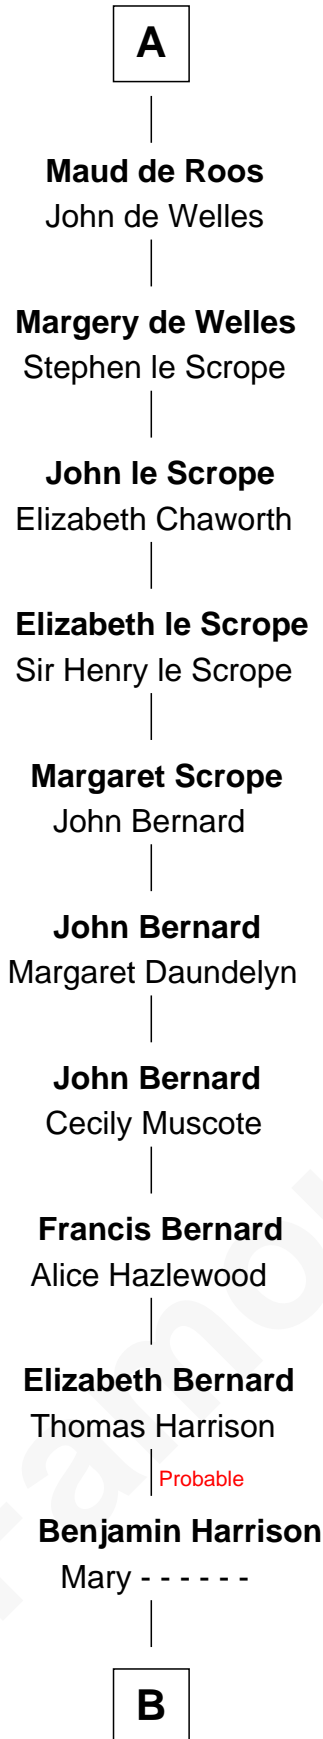 A
Maud de Roos
John de Welles
Margery de Welles
Stephen le Scrope
John le Scrope
Elizabeth Chaworth
Elizabeth le Scrope
Sir Henry le Scrope
Margaret Scrope
John Bernard
John Bernard
Margaret Daundelyn
John Bernard
Cecily Muscote
Francis Bernard
Alice Hazlewood
Elizabeth Bernard
Thomas Harrison
Probable
Benjamin Harrison
Mary - - - - - -
B